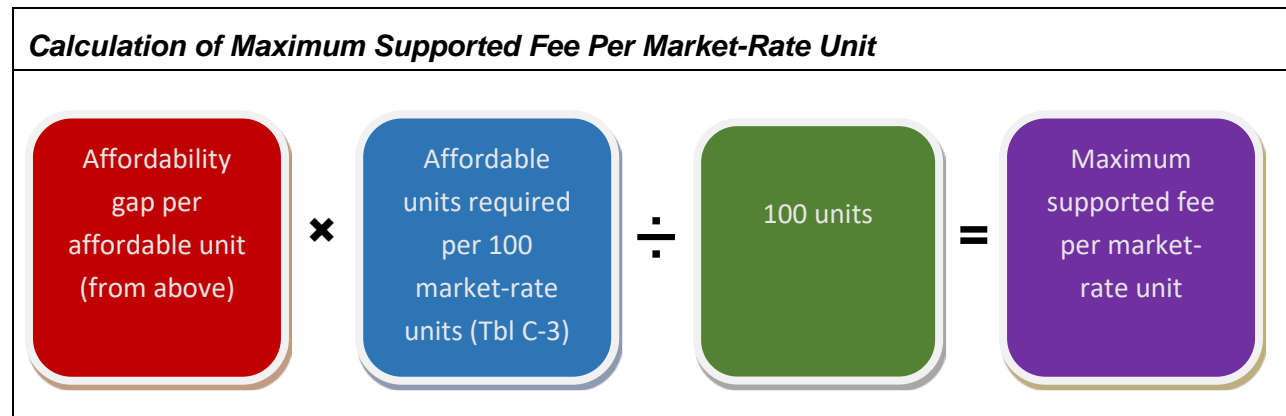 Calculation of Maximum Supported Fee Per Market-Rate Unit
Affordability
gap per
affordable unit
(from above)
×
Affordable
units required
per 100
market-rate
units (Tbl C-3)
÷
100 units
=
Maximum
supported fee
per market-
rate unit